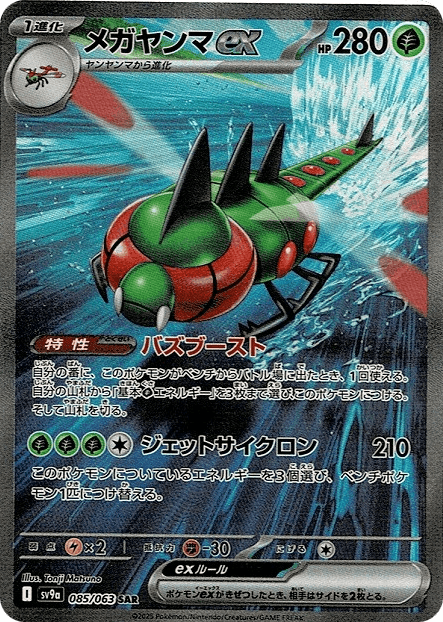 1進化
メガヤンマex
HP 280
ヤンヤンマから進化
特性 バズブースト
自分の番に、このポケモンがベンチからバトル場に出たとき、1回使える。
自分の山札から「基本エネルギー」を3枚まで選び、このポケモンにつける。
そして山札を切る。
ジェットサイクロン 210
このポケモンについているエネルギーを3個選び、ベンチポケ
モン1匹につけ替える。
弱点 ×2 抵抗力 -30 にげる
exルール
ポケモンexがきぜつしたとき、相手はサイドを2枚とる。
Illus. Tonji Matsuno
I sv9a 085/063 SAR
©2025 Pokémon/Nintendo/Creatures/GAME FREAK.